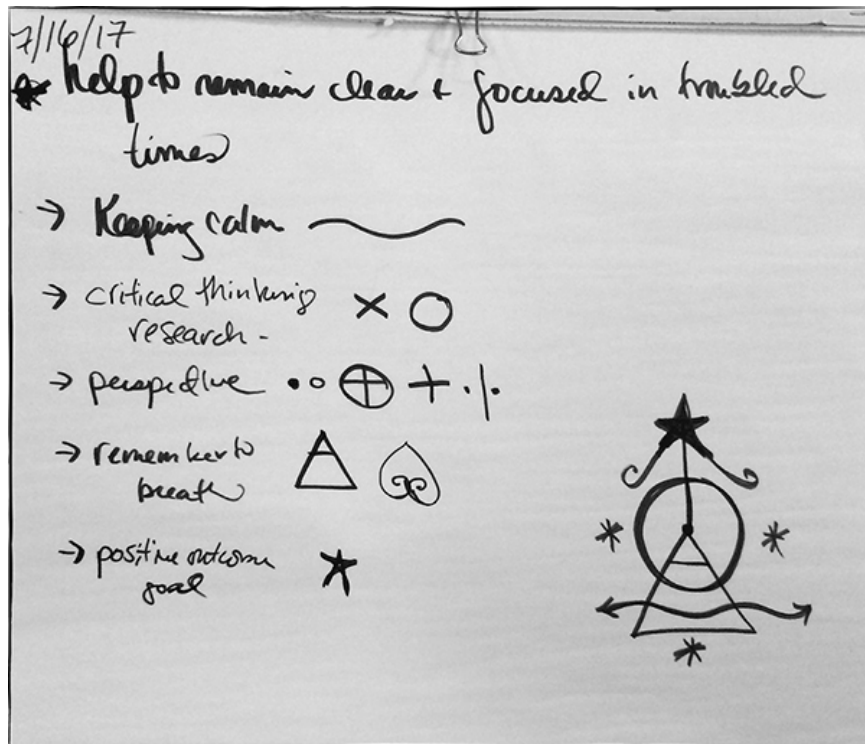 7/16/17
* help to remain clear + focused in troubled
times
→ Keeping calm
→ critical thinking
research -
→ perspective
→ remember to
breath
→ positive outcome
goal